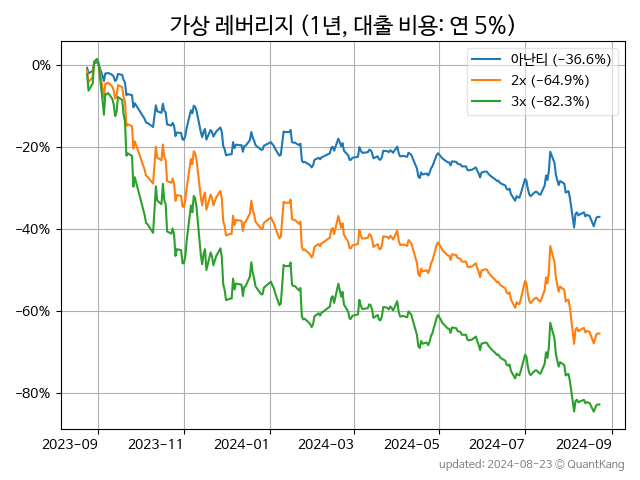 가상 레버리지 (1년, 대출 비용: 연 5%)
아난티 (−36.6%)
2x (−64.9%)
3x (−82.3%)
0%
−20%
−40%
−60%
−80%
2023-09 2023-11 2024-01 2024-03 2024-05 2024-07 2024-09
updated: 2024-08-23 © QuantKang